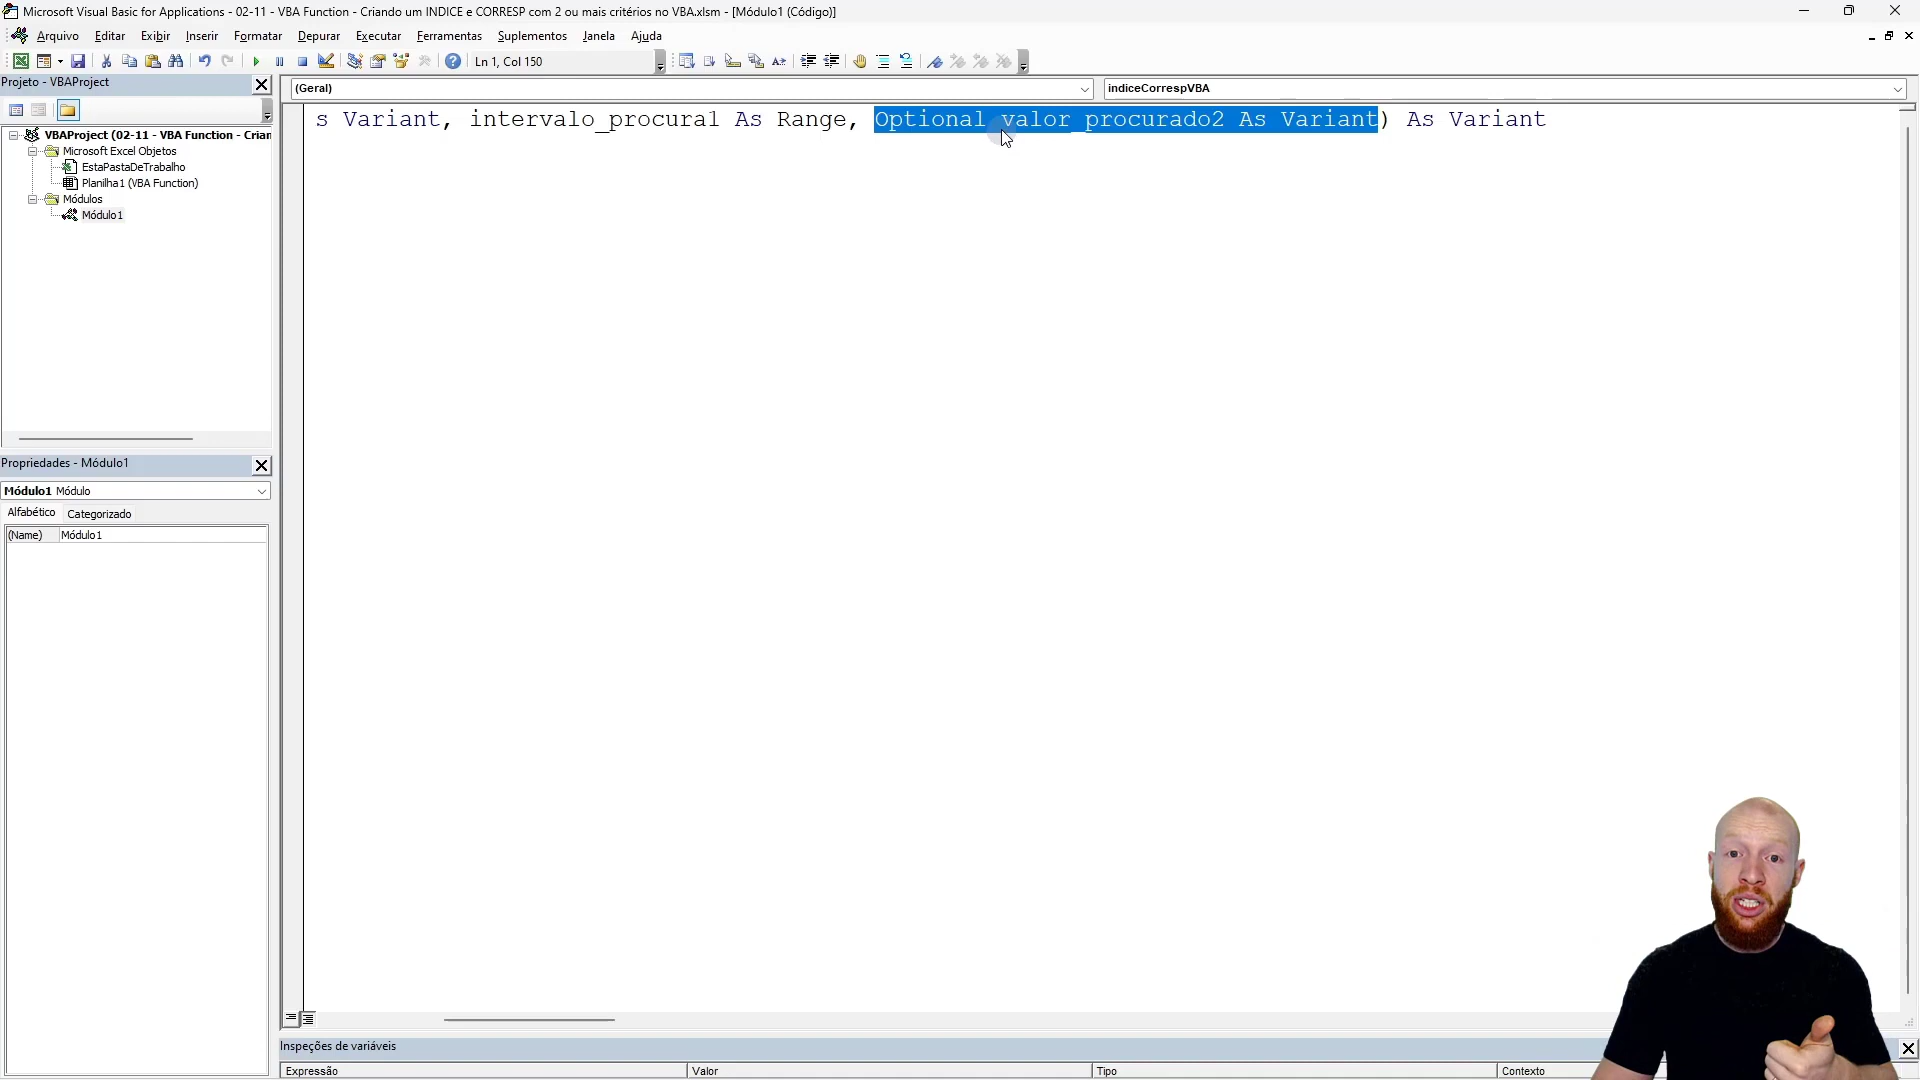 Microsoft Visual Basic for Applications - 02-11 - VBA Function - Criando um INDICE e CORRESP com 2 ou mais critérios no VBA.xlsm - [Módulo1 (Código)]
Arquivo Editar Exibir Inserir Formatar Depurar Executar Ferramentas Suplementos Janela Ajuda
Ln 1, Col 150
Projeto - VBAProject
(Geral)
indiceCorrespVBA
s Variant, intervalo_procura1 As Range, Optional valor_procurado2 As Variant) As Variant
VBAProject (02-11 - VBA Function - Crian
Microsoft Excel Objetos
EstaPastaDeTrabalho
Planilha1 (VBA Function)
Módulos
Módulo1
Propriedades - Módulo1
Módulo1 Módulo
Alfabético Categorizado
(Name) Módulo1
Inspeções de variáveis
Expressão Valor Tipo Contexto